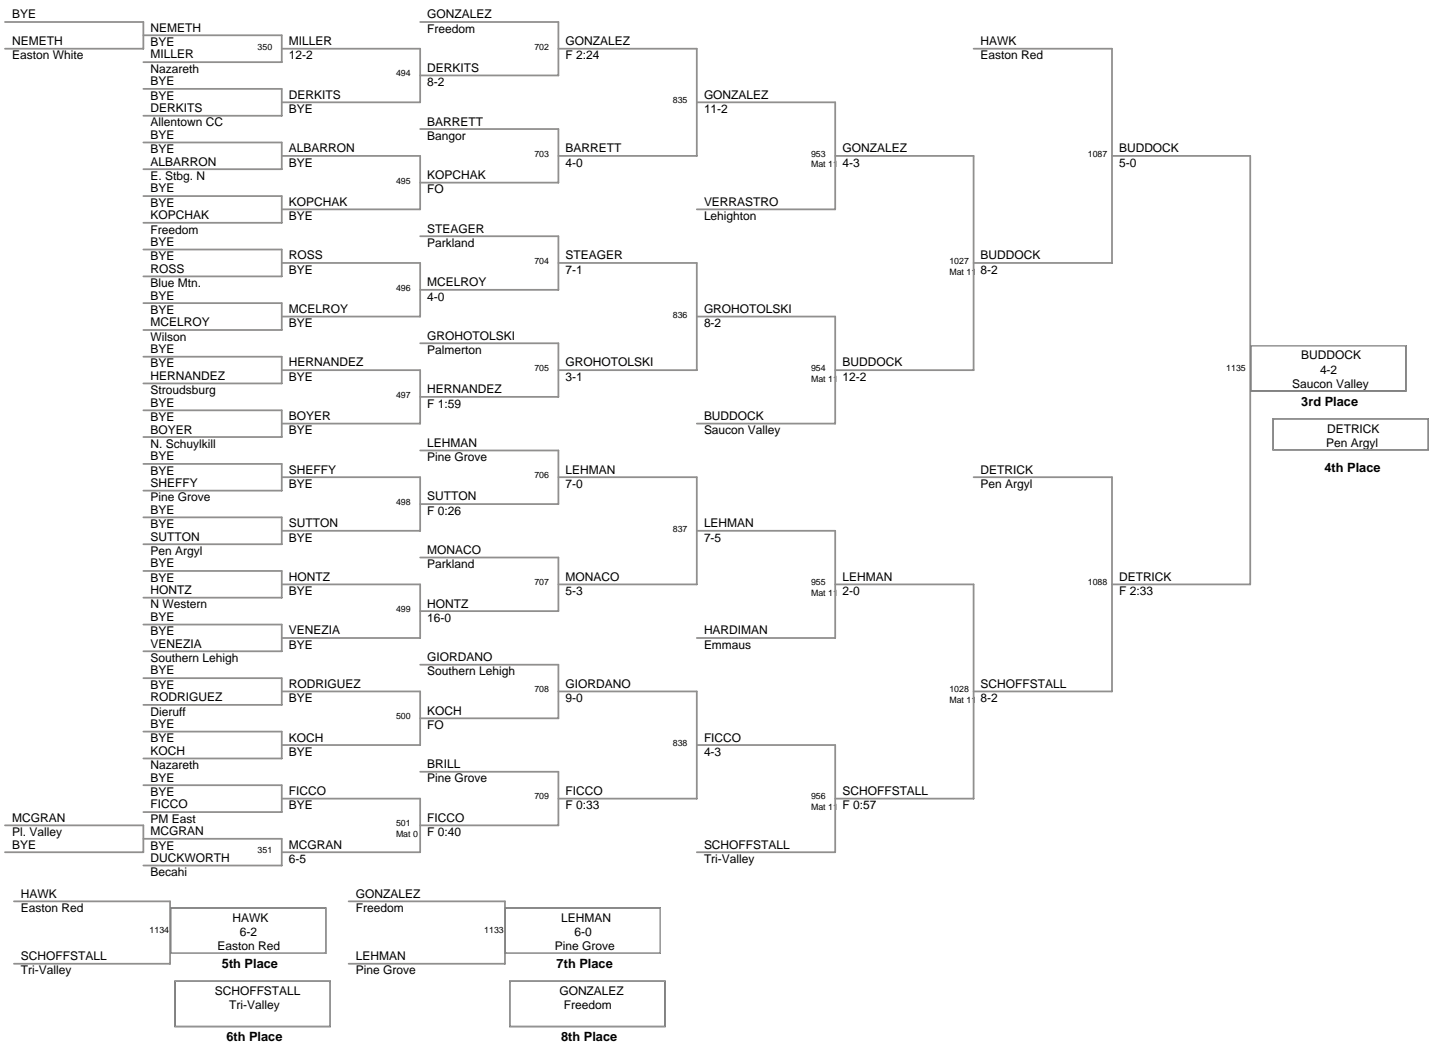 BYE
NEMETH
Easton White
MCGRAN
Pl. Valley
BYE
NEMETH
BYE
350
MILLER
Nazareth
BYE
BYE
DERKITS
Allentown CC
BYE
BYE
ALBARRON
E. Stbg. N
BYE
BYE
KOPCHAK
Freedom
BYE
BYE
ROSS
Blue Mtn.
BYE
BYE
MCELROY
Wilson
BYE
BYE
HERNANDEZ
Stroudsburg
BYE
BYE
BOYER
N. Schuylkill
BYE
BYE
SHEFFY
Pine Grove
BYE
BYE
SUTTON
Pen Argyl
BYE
BYE
HONTZ
N Western
BYE
BYE
VENEZIA
Southern Lehigh
BYE
BYE
RODRIGUEZ
Dieruff
BYE
BYE
KOCH
Nazareth
BYE
BYE
FICCO
PM East
MCGRAN
BYE
351
DUCKWORTH
Becahi
MILLER
12-2
494
DERKITS
BYE
ALBARRON
BYE
495
KOPCHAK
BYE
ROSS
BYE
496
MCELROY
BYE
HERNANDEZ
BYE
497
BOYER
BYE
SHEFFY
BYE
498
SUTTON
BYE
HONTZ
BYE
499
VENEZIA
BYE
RODRIGUEZ
BYE
500
KOCH
BYE
FICCO
BYE
501
Mat 0
MCGRAN
6-5
GONZALEZ
Freedom
702
DERKITS
8-2
BARRETT
Bangor
703
KOPCHAK
FO
STEAGER
Parkland
704
MCELROY
4-0
GROHOTOLSKI
Palmerton
705
HERNANDEZ
F 1:59
LEHMAN
Pine Grove
706
SUTTON
F 0:26
MONACO
Parkland
707
HONTZ
16-0
GIORDANO
Southern Lehigh
708
KOCH
FO
BRILL
Pine Grove
709
FICCO
F 0:40
GONZALEZ
F 2:24
835
BARRETT
4-0
STEAGER
7-1
836
GROHOTOLSKI
3-1
LEHMAN
7-0
837
MONACO
5-3
GIORDANO
9-0
838
FICCO
F 0:33
GONZALEZ
11-2
953
Mat 11
VERRASTRO
Lehighton
GROHOTOLSKI
8-2
954
Mat 11
BUDDOCK
Saucon Valley
LEHMAN
7-5
955
Mat 11
HARDIMAN
Emmaus
FICCO
4-3
956
Mat 11
SCHOFFSTALL
Tri-Valley
GONZALEZ
4-3
1027
Mat 11
BUDDOCK
12-2
LEHMAN
2-0
1028
Mat 11
SCHOFFSTALL
F 0:57
HAWK
Easton Red
1087
BUDDOCK
8-2
DETRICK
Pen Argyl
1088
SCHOFFSTALL
8-2
BUDDOCK
5-0
1135
DETRICK
F 2:33
BUDDOCK
4-2
Saucon Valley
3rd Place
DETRICK
Pen Argyl
4th Place
HAWK
Easton Red
1134
SCHOFFSTALL
Tri-Valley
HAWK
6-2
Easton Red
5th Place
SCHOFFSTALL
Tri-Valley
6th Place
GONZALEZ
Freedom
1133
LEHMAN
Pine Grove
LEHMAN
6-0
Pine Grove
7th Place
GONZALEZ
Freedom
8th Place